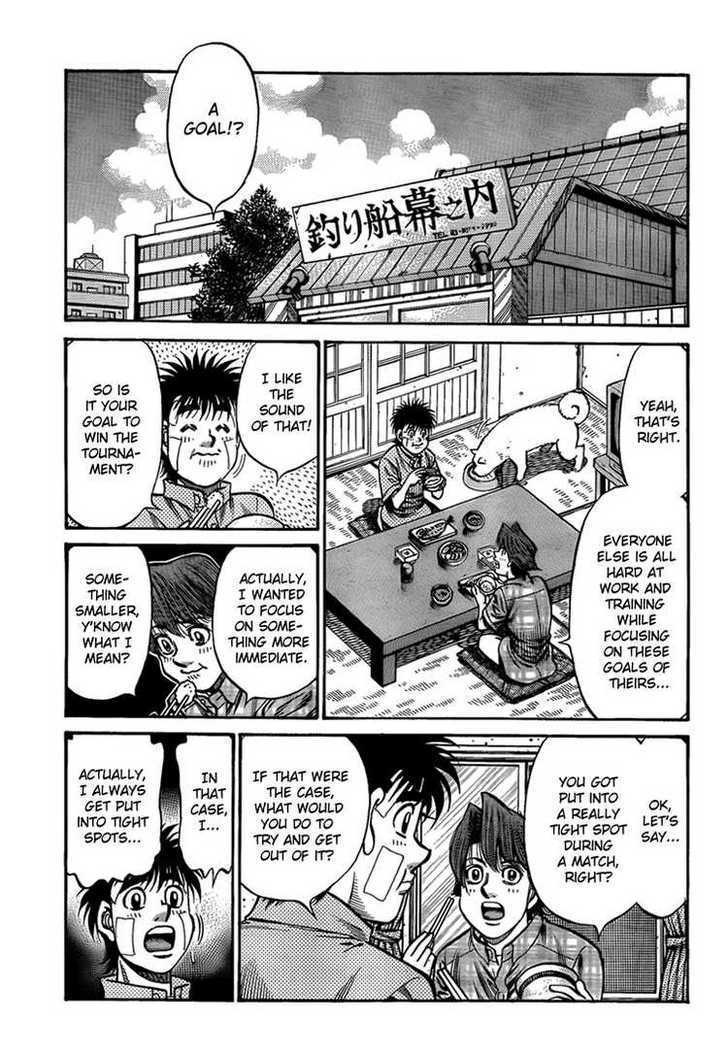 A
GOAL!?
釣り船幕之内
TEL.
YEAH,
THAT'S
RIGHT.
EVERYONE
ELSE IS ALL
HARD AT
WORK AND
TRAINING
WHILE
FOCUSING
ON THESE
GOALS OF
THEIRS...
I LIKE
THE
SOUND OF
THAT!
SO IS
IT YOUR
GOAL TO
WIN THE
TOURNA-
MENT?
ACTUALLY,
I WANTED
TO FOCUS
ON SOME-
THING MORE
IMMEDIATE.
SOME-
THING
SMALLER,
Y'KNOW
WHAT I
MEAN?
OK,
LET'S
SAY...
YOU GOT
PUT INTO
A REALLY
TIGHT SPOT
DURING
A MATCH,
RIGHT?
IF THAT WERE
THE CASE,
WHAT WOULD
YOU DO TO
TRY AND GET
OUT OF IT?
IN
THAT
CASE,
I...
ACTUALLY,
I ALWAYS
GET PUT
INTO TIGHT
SPOTS...